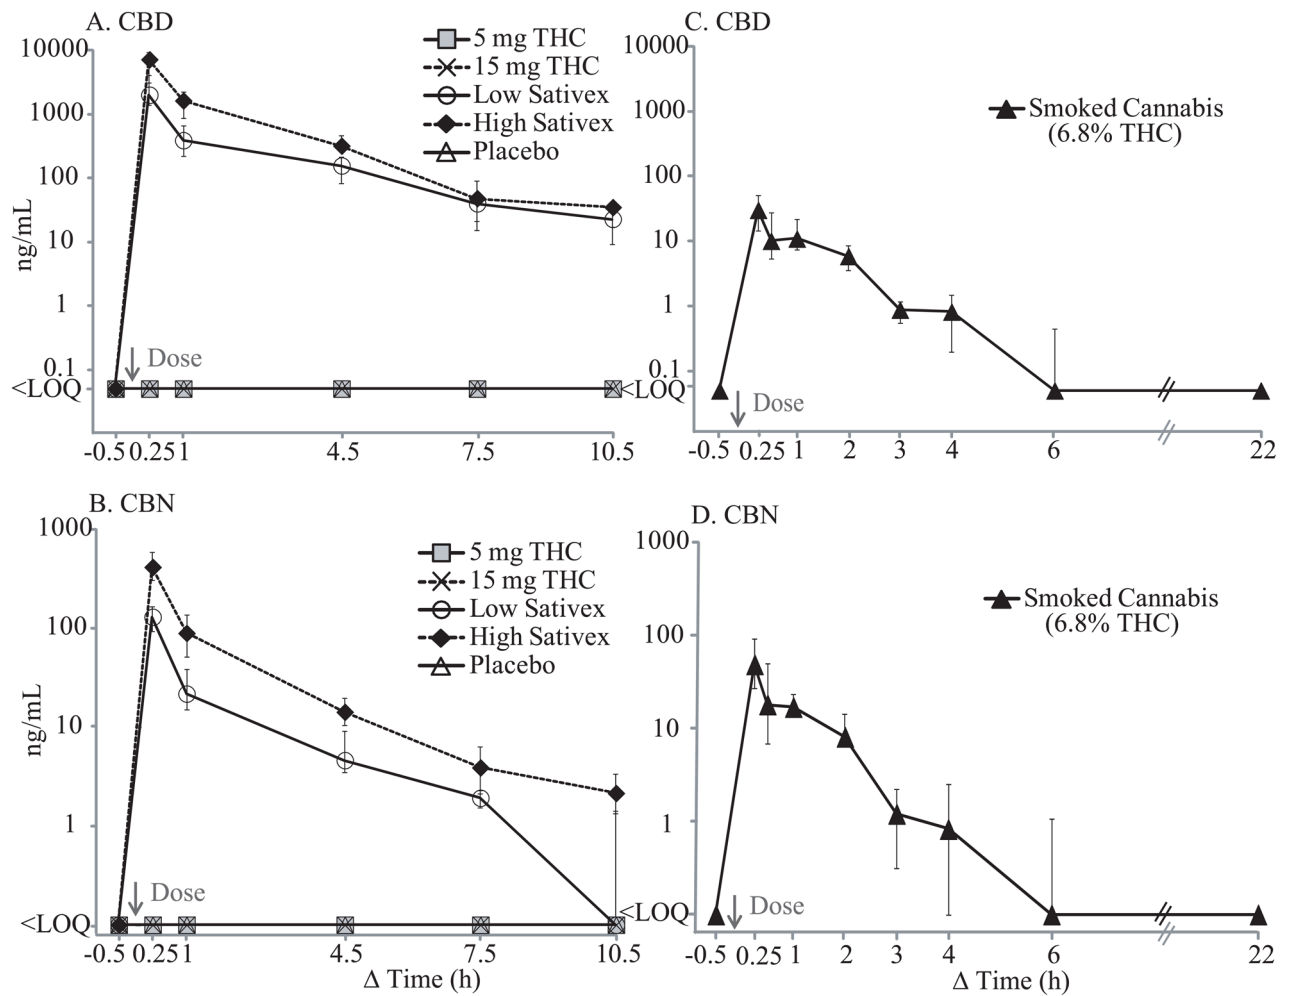 A. CBD
10000
1000
100
10
1
0.1
<LOQ
ng/mL
5 mg THC
15 mg THC
Low Sativex
High Sativex
Placebo
Dose
-0.5 0.25 1 4.5 7.5 10.5
C. CBD
10000
1000
100
10
1
0.1
<LOQ
Smoked Cannabis
(6.8% THC)
Dose
-0.5 0.25 1 2 3 4 6 22
B. CBN
1000
100
10
1
<LOQ
ng/mL
5 mg THC
15 mg THC
Low Sativex
High Sativex
Placebo
Dose
-0.5 0.25 1 4.5 7.5 10.5
Δ Time (h)
D. CBN
1000
100
10
1
<LOQ
Smoked Cannabis
(6.8% THC)
Dose
-0.5 0.25 1 2 3 4 6 22
Δ Time (h)